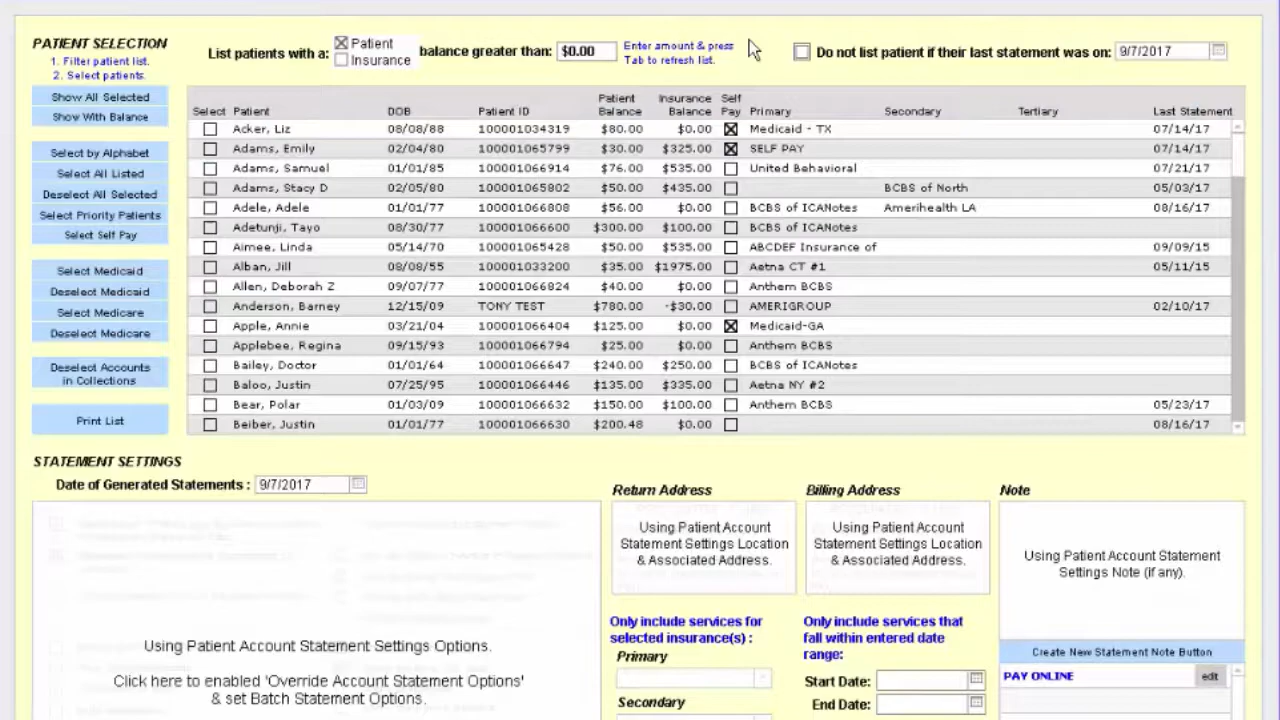 PATIENT SELECTION
1. Filter patient list.
2. Select patients.
List patients with a: Patient balance greater than: $0.00 Enter amount & press Tab to refresh list.
Insurance
Do not list patient if their last statement was on: 9/7/2017
Show All Selected
Show With Balance
Select by Alphabet
Select All Listed
Deselect All Selected
Select Priority Patients
Select Self Pay
Select Medicaid
Deselect Medicaid
Select Medicare
Deselect Medicare
Deselect Accounts
in Collections
Print List
Select Patient DOB Patient ID Patient Balance Insurance Balance Self Pay Primary Secondary Tertiary Last Statement
Acker, Liz 08/08/88 100001034319 $80.00 $0.00 Medicaid - TX 07/14/17
Adams, Emily 02/04/80 100001065799 $30.00 $325.00 SELF PAY 07/14/17
Adams, Samuel 01/01/85 100001066914 $76.00 $535.00 United Behavioral 07/21/17
Adams, Stacy D 02/05/80 100001065802 $50.00 $435.00 BCBS of North 05/03/17
Adele, Adele 01/01/77 100001066808 $56.00 $0.00 BCBS of ICANotes Amerihealth LA 08/16/17
Adetunji, Tayo 08/30/77 100001066600 $300.00 $100.00 BCBS of ICANotes
Aimee, Linda 05/14/70 100001065428 $50.00 $535.00 ABCDEF Insurance of 09/09/15
Alban, Jill 08/08/55 100001033200 $35.00 $1975.00 Aetna CT #1 05/11/15
Allen, Deborah Z 09/07/77 100001066824 $40.00 $0.00 Anthem BCBS
Anderson, Barney 12/15/09 TONY TEST $780.00 -$30.00 AMERIGROUP 02/10/17
Apple, Annie 03/21/04 100001066404 $125.00 $0.00 Medicaid-GA
Applebee, Regina 09/15/93 100001066794 $25.00 $0.00 Anthem BCBS
Bailey, Doctor 01/01/64 100001066647 $240.00 $250.00 BCBS of ICANotes
Baloo, Justin 07/25/95 100001066446 $135.00 $335.00 Aetna NY #2
Bear, Polar 01/03/09 100001066632 $150.00 $100.00 Anthem BCBS 05/23/17
Beiber, Justin 01/01/77 100001066630 $200.48 $0.00 08/16/17
STATEMENT SETTINGS
Date of Generated Statements : 9/7/2017
Using Patient Account Statement Settings Options.
Click here to enabled 'Override Account Statement Options'
& set Batch Statement Options.
Return Address
Using Patient Account
Statement Settings Location
& Associated Address.
Billing Address
Using Patient Account
Statement Settings Location
& Associated Address.
Note
Using Patient Account Statement
Settings Note (if any).
Only include services for
selected insurance(s) :
Primary
Secondary
Only include services that
fall within entered date
range:
Start Date:
End Date:
Create New Statement Note Button
PAY ONLINE edit